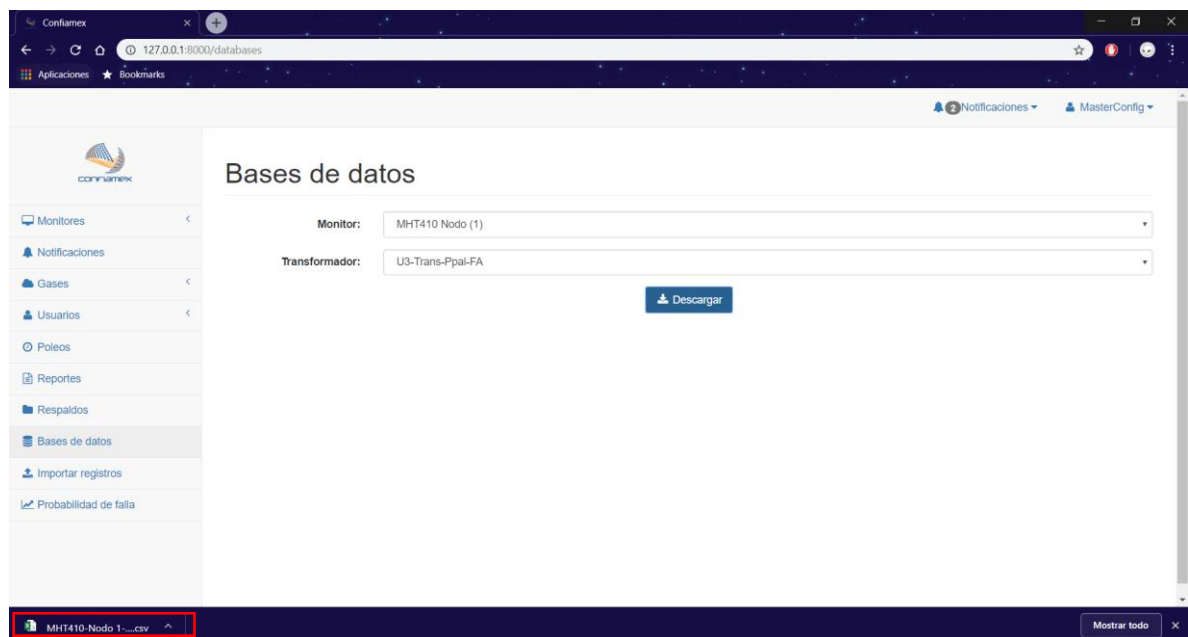 Confiamex
127.0.0.1:8000/databases
Aplicaciones Bookmarks
2 Notificaciones MasterConfig
CONFIAMEX
Bases de datos
Monitores
Notificaciones
Gases
Usuarios
Poleos
Reportes
Respaldos
Bases de datos
Importar registros
Probabilidad de falla
Monitor: MHT410 Nodo (1)
Transformador: U3-Trans-Ppal-FA
Descargar
MHT410-Nodo 1-....csv
Mostrar todo